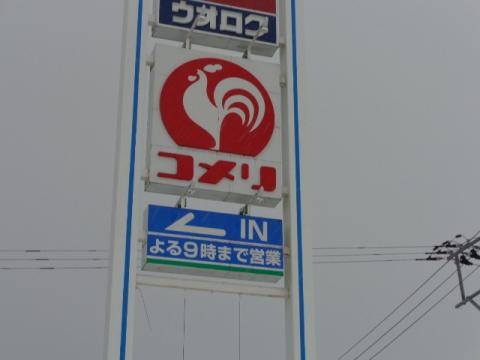 ウオロク
コメリ
IN
よる9時まで営業